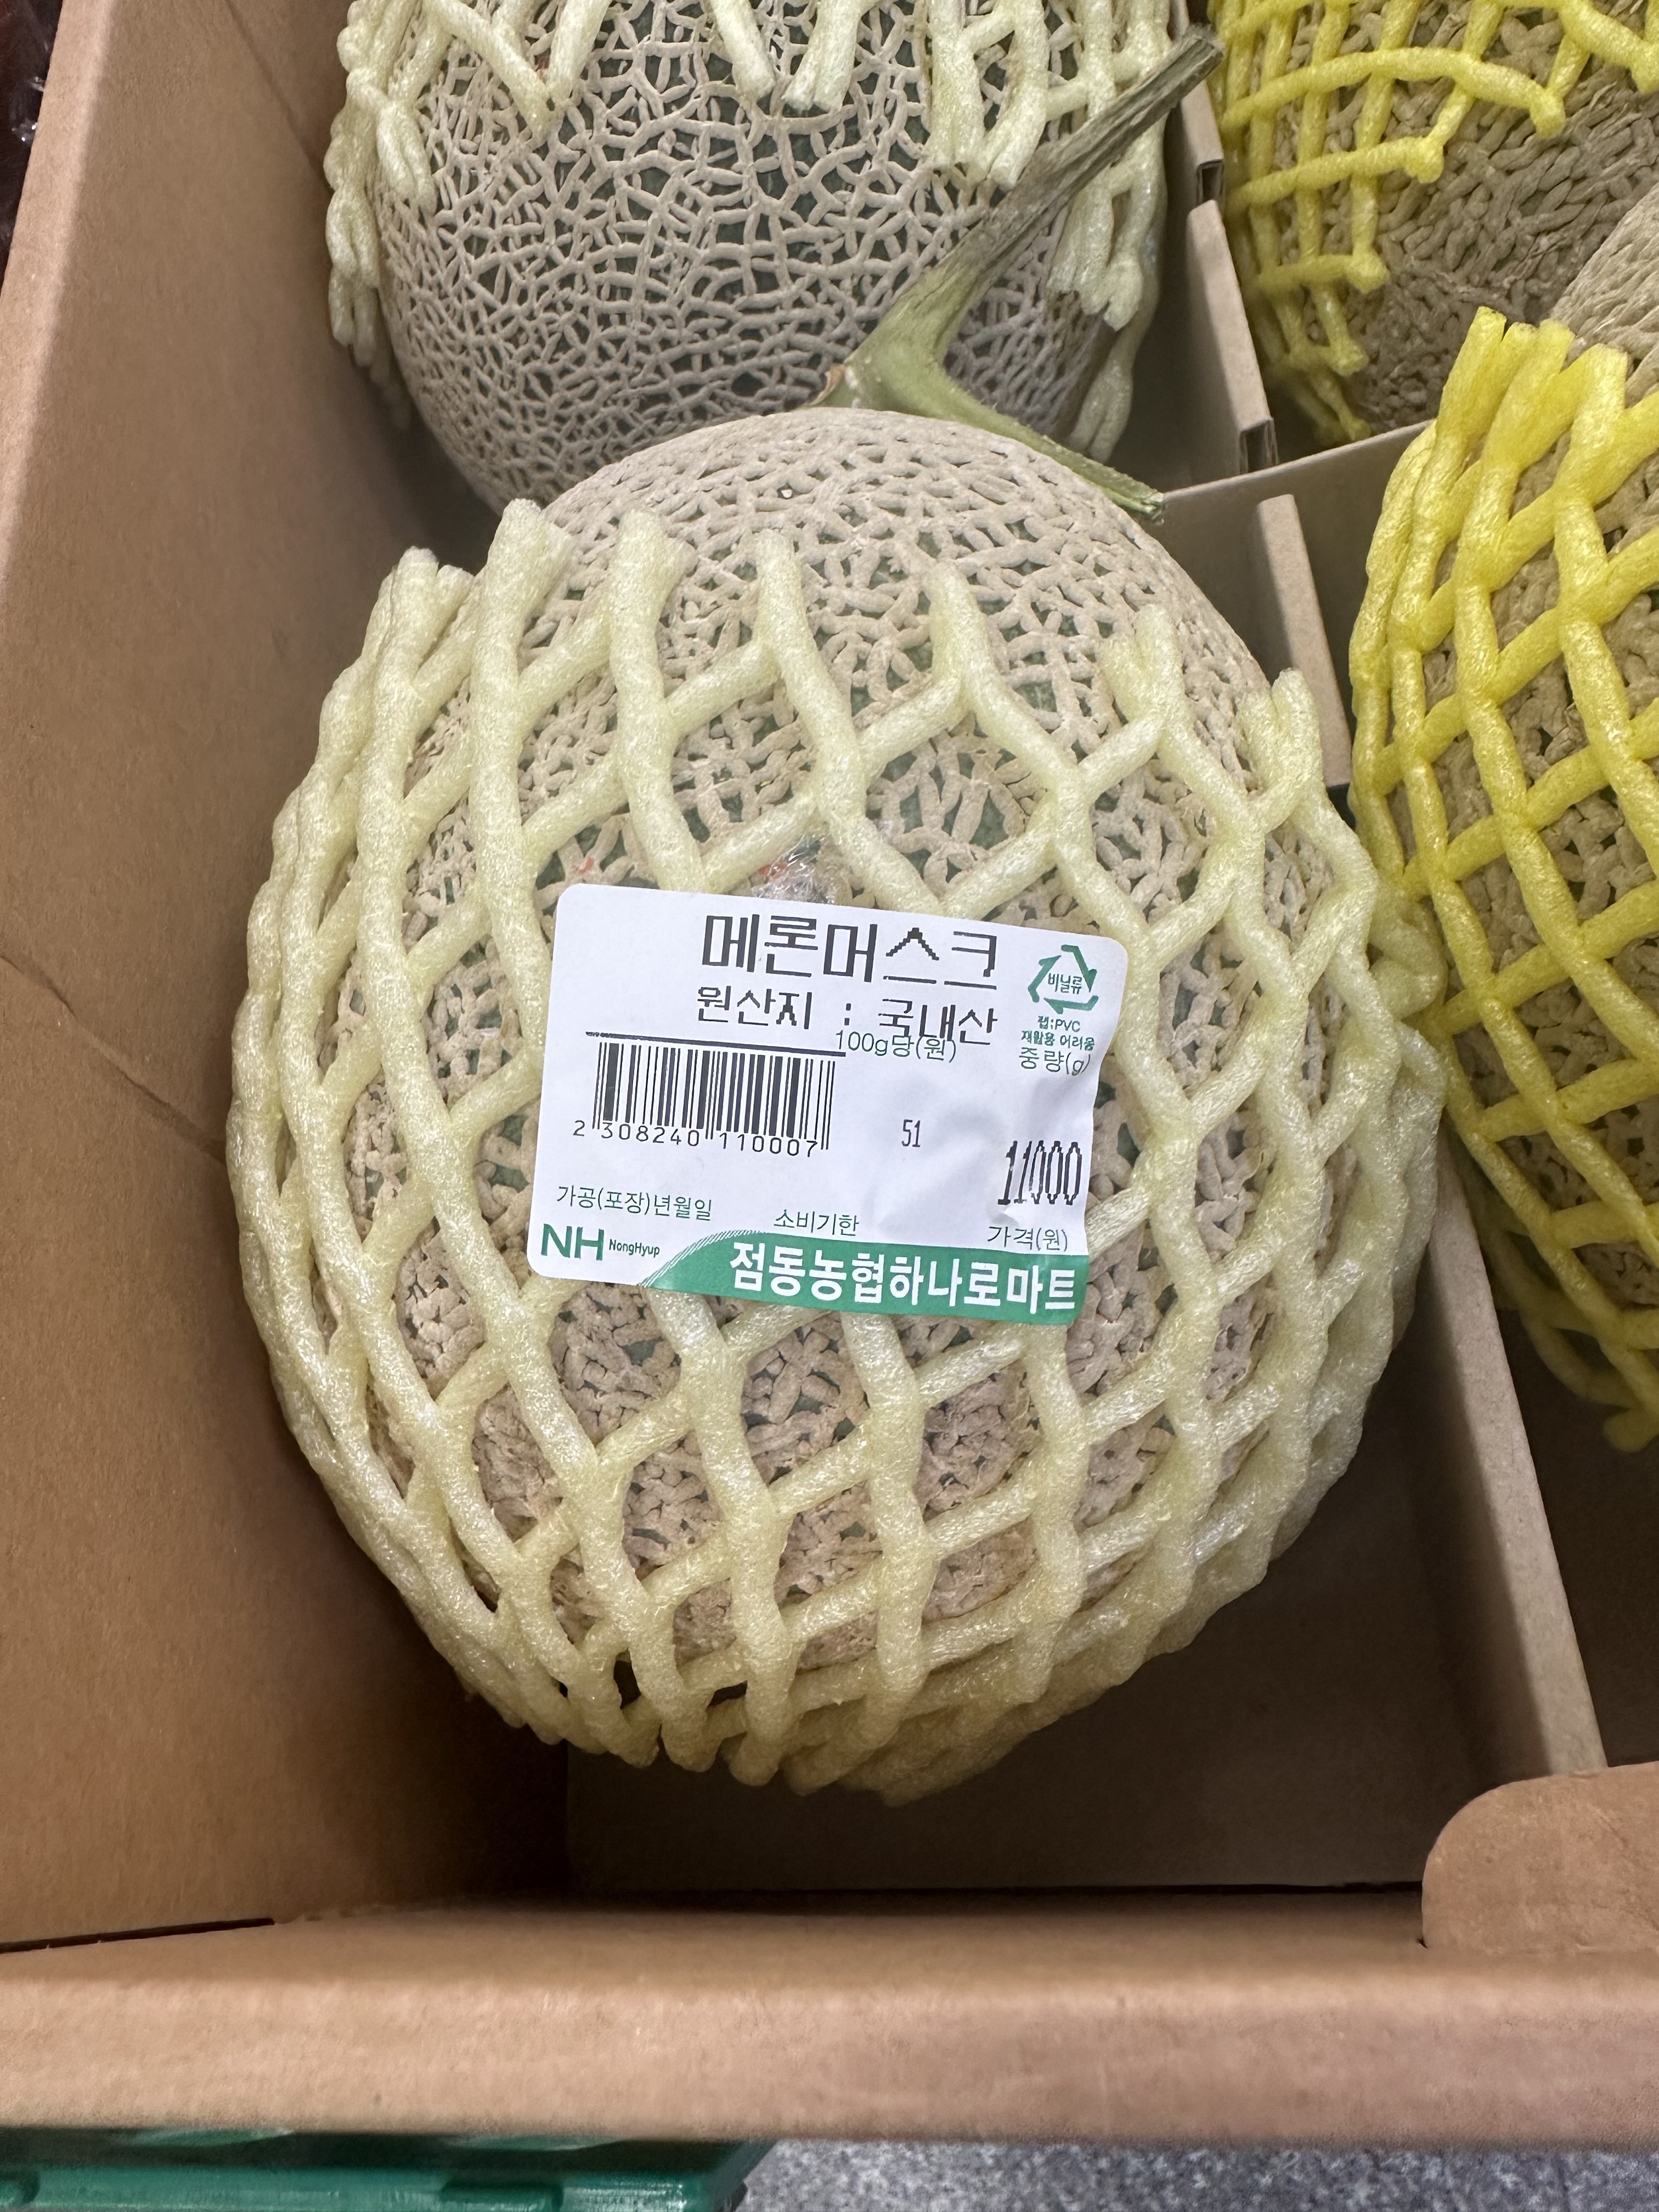 메론머스크
원산지 : 국내산
비닐류
랩:PVC
재활용 어려움
100g당(원)
중량(g)
2 308240 110007
51
11000
가공(포장)년월일
소비기한
가격(원)
NH NongHyup
점동농협하나로마트